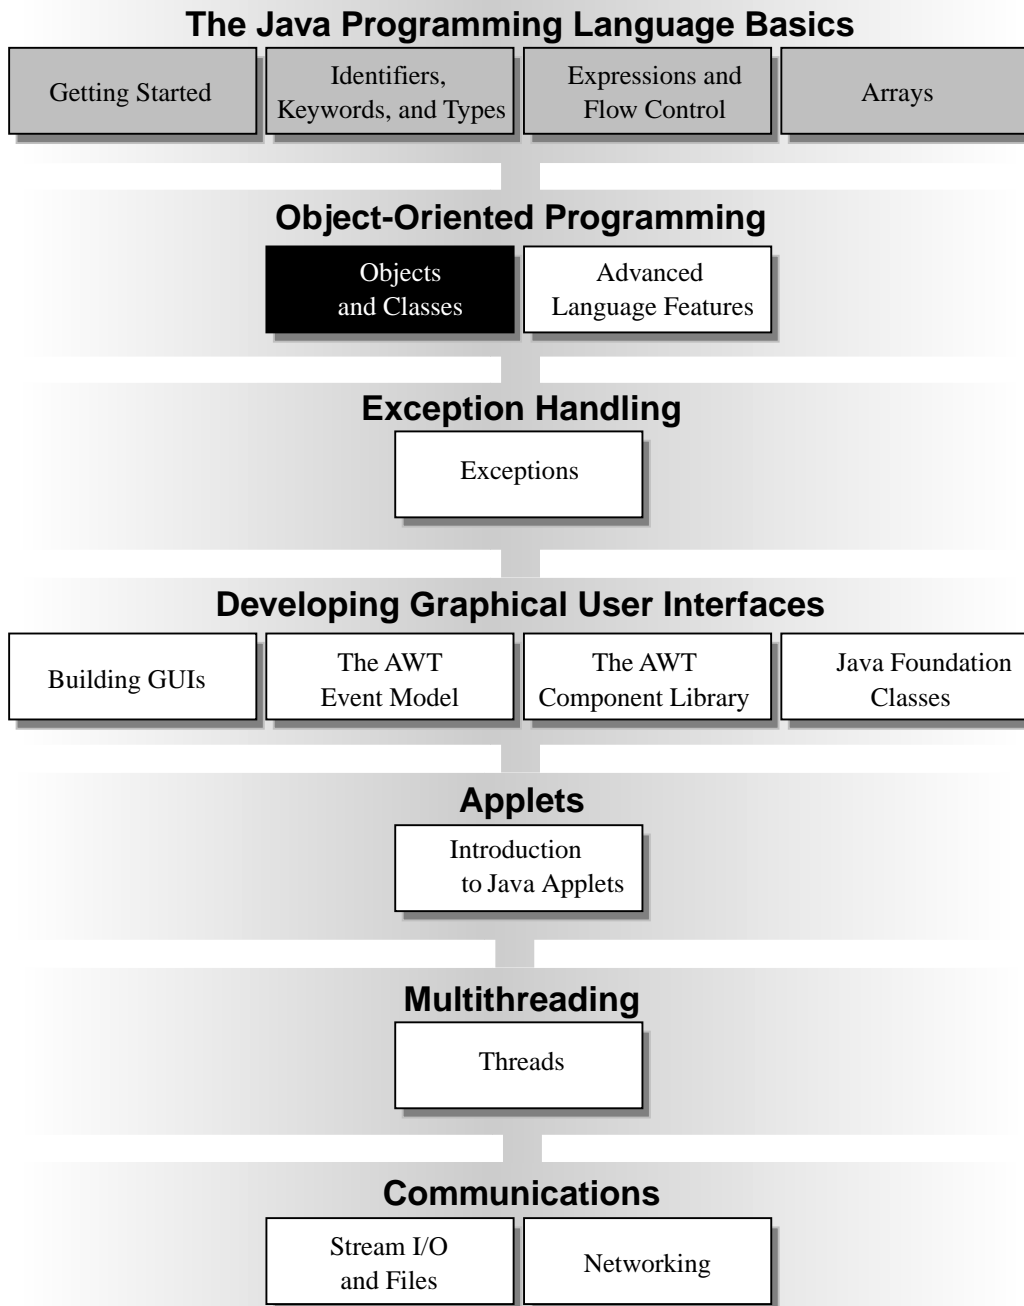 The Java Programming Language Basics
Getting Started
Identifiers,
Keywords, and Types
Expressions and
Flow Control
Arrays
Object-Oriented Programming
Objects
and Classes
Advanced
Language Features
Exception Handling
Exceptions
Developing Graphical User Interfaces
Building GUIs
The AWT
Event Model
The AWT
Component Library
Java Foundation
Classes
Applets
Introduction
to Java Applets
Multithreading
Threads
Communications
Stream I/O
and Files
Networking